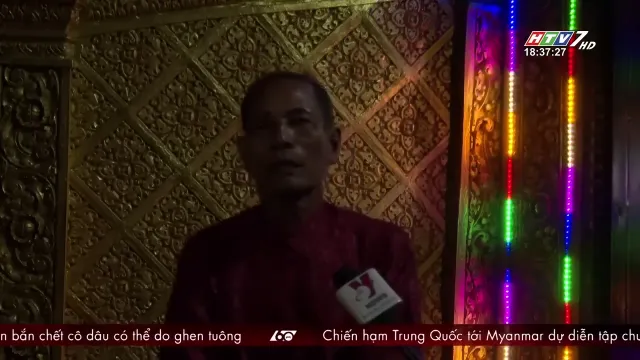 HTV7 HD
18:37:27
n bắn chết cô dâu có thể do ghen tuông 60 Chiến hạm Trung Quốc tới Myanmar dự diễn tập chu